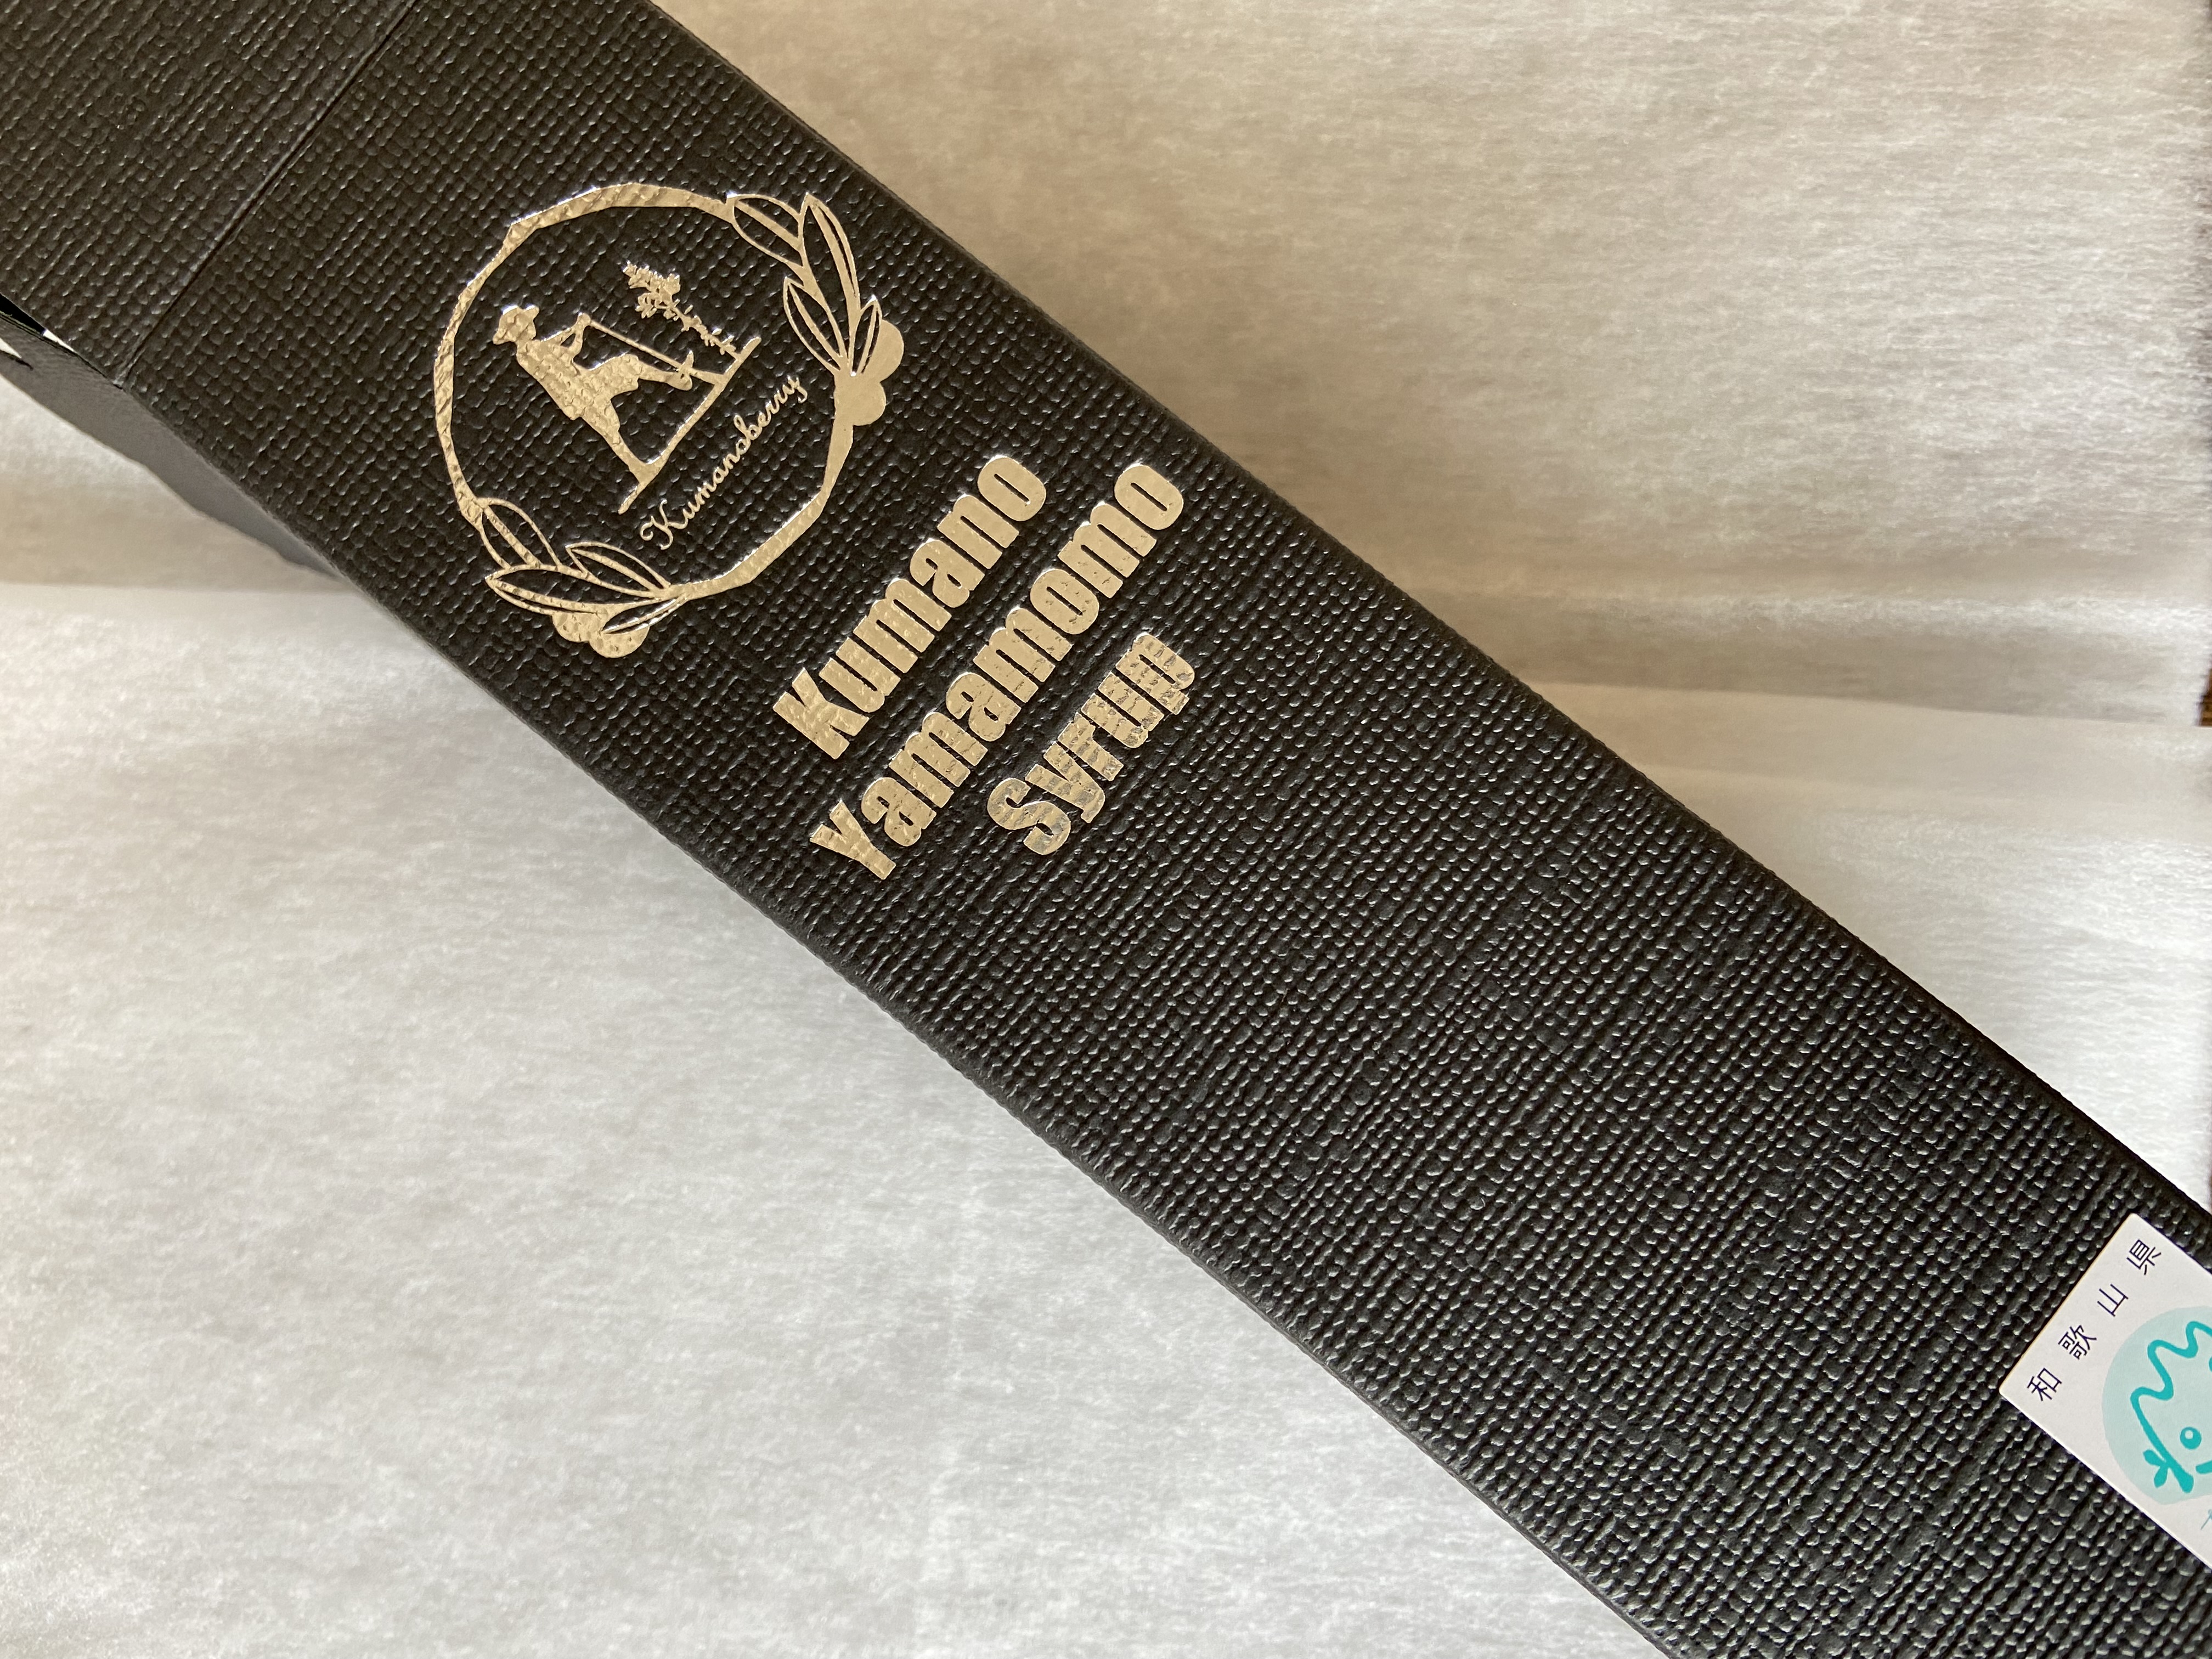 Kumanoberry
Kumano
Yamamomo
Syrup
和歌山県